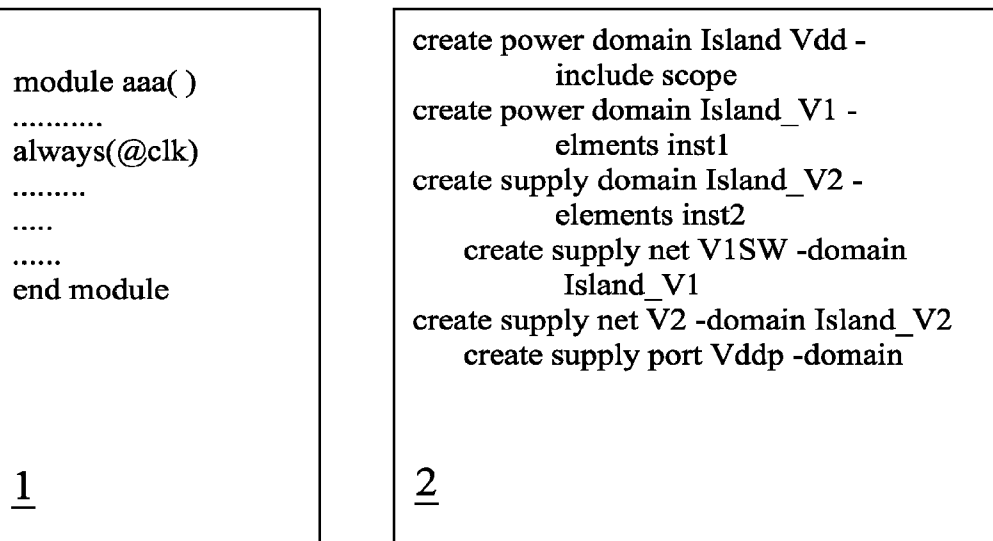 module aaa( )
...........
always(@clk)
.........
.....
......
end module
1
create power domain Island Vdd -
include scope
create power domain Island_V1 -
elments inst1
create supply domain Island_V2 -
elements inst2
create supply net V1SW -domain
Island_V1
create supply net V2 -domain Island_V2
create supply port Vddp -domain
2